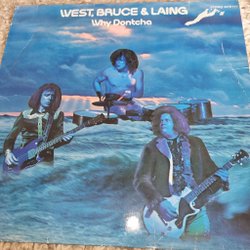 WEST, BRUCE & LAING
Why Dontcha